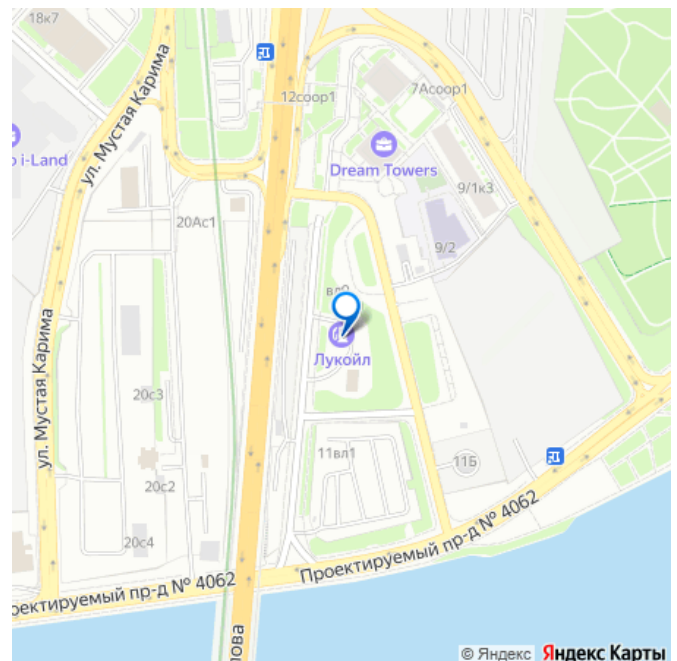 18к7
ул. Мустая Карима
12соор1
7Асоор1
i-Land
Dream Towers
9/1к3
20Ас1
9/2
вл9
Лукойл
ул. Мустая Карима
20с3
11вл1
11Б
20с2
20с4
Проектируемый пр-д № 4062
роектируемый пр-д № 4062
лова
© Яндекс Яндекс Карты